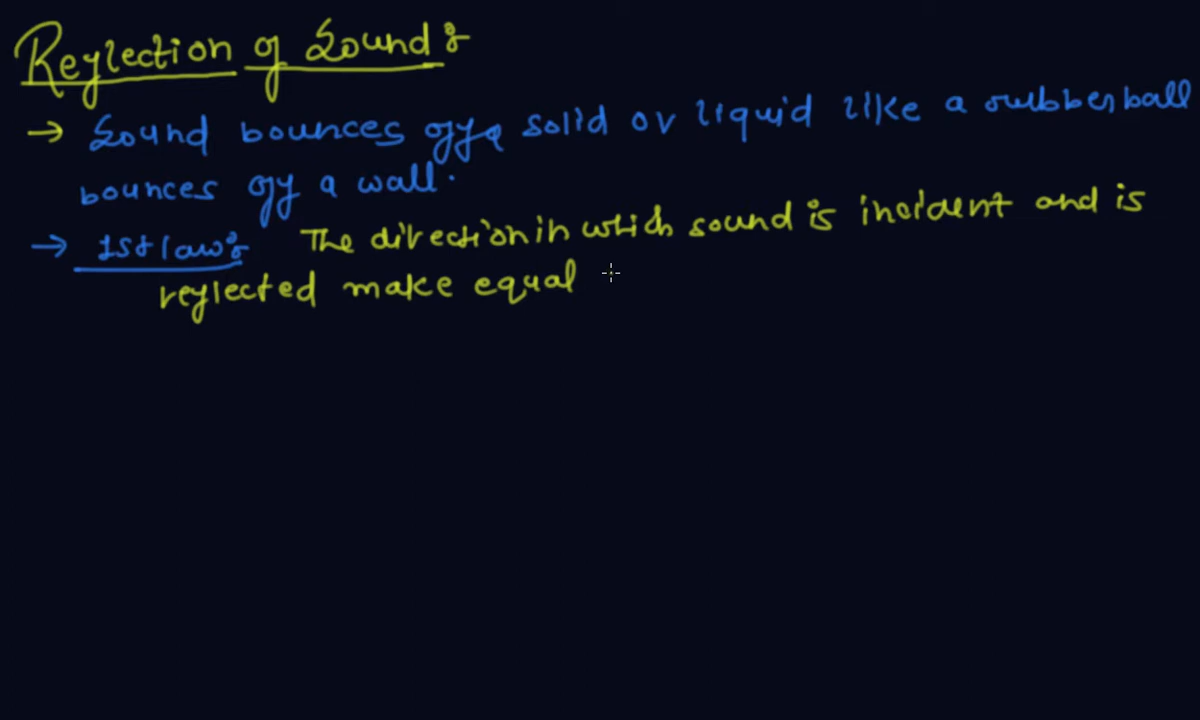 Reflection of Sound :
→ Sound bounces off a solid or liquid like a rubber ball
bounces off a wall.
→ 1st law : The direction in which sound is incident and is
reflected make equal